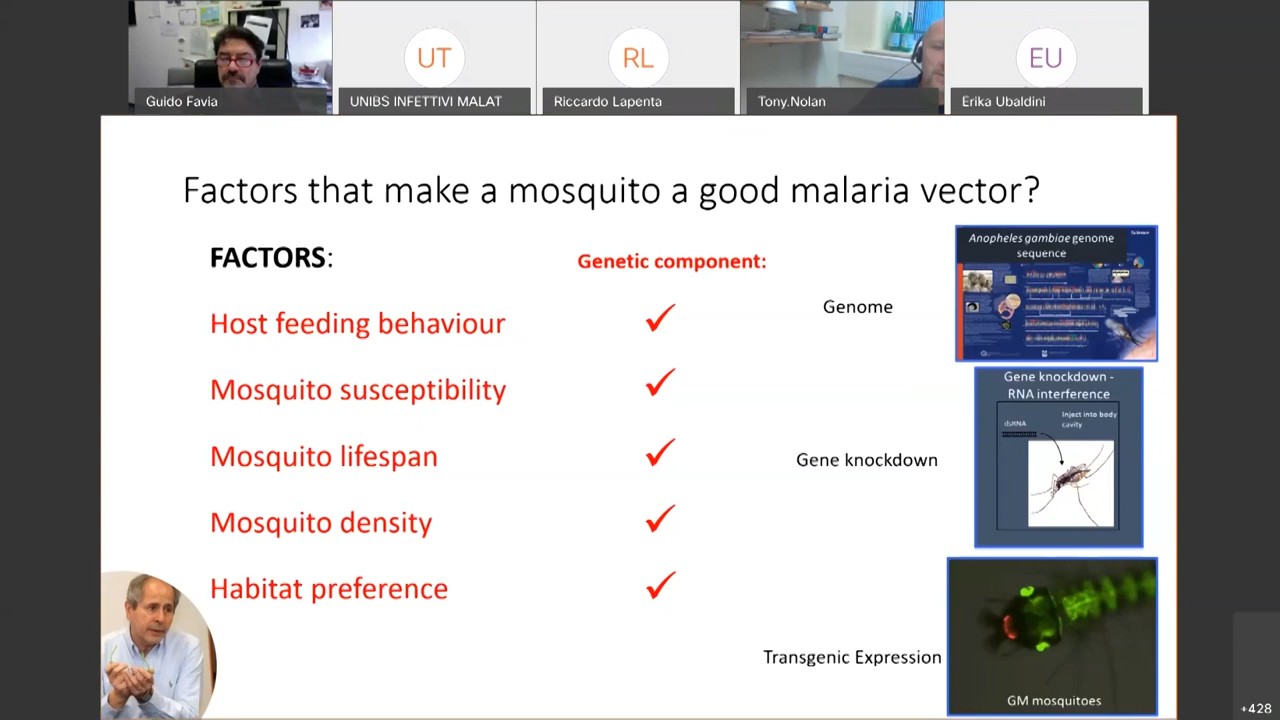 UT
RL
EU
Guido Favia
UNIBS INFETTIVI MALAT
Riccardo Lapenta
Tony.Nolan
Erika Ubaldini
Factors that make a mosquito a good malaria vector?
FACTORS:
Genetic component:
Host feeding behaviour
Mosquito susceptibility
Mosquito lifespan
Mosquito density
Habitat preference
Genome
Gene knockdown
Transgenic Expression
Science
Anopheles gambiae genome
sequence
Gene knockdown -
RNA interference
dsRNA
Inject into body
cavity
GM mosquitoes
+428